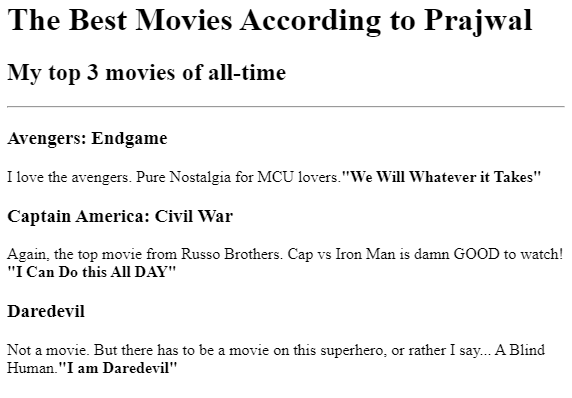 The Best Movies According to Prajwal
My top 3 movies of all-time
Avengers: Endgame
I love the avengers. Pure Nostalgia for MCU lovers."We Will Whatever it Takes"
Captain America: Civil War
Again, the top movie from Russo Brothers. Cap vs Iron Man is damn GOOD to watch!
"I Can Do this All DAY"
Daredevil
Not a movie. But there has to be a movie on this superhero, or rather I say... A Blind
Human."I am Daredevil"